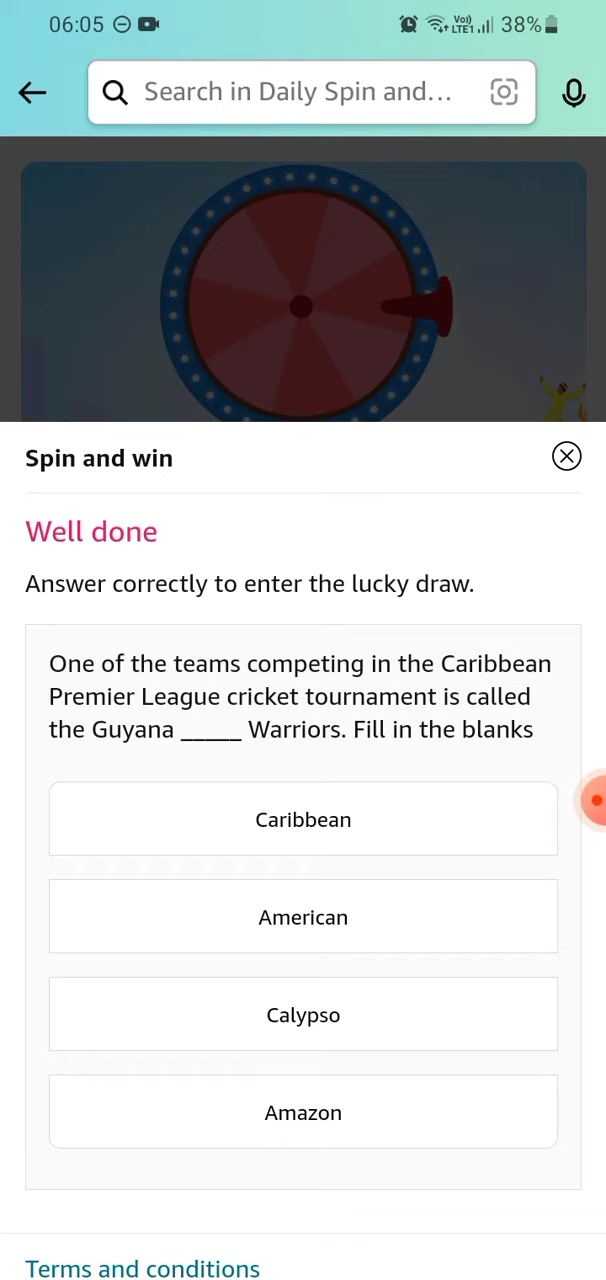 06:05 Vo)) LTE1 38%
Search in Daily Spin and...
Spin and win
Well done
Answer correctly to enter the lucky draw.
One of the teams competing in the Caribbean
Premier League cricket tournament is called
the Guyana _____ Warriors. Fill in the blanks
Caribbean
American
Calypso
Amazon
Terms and conditions